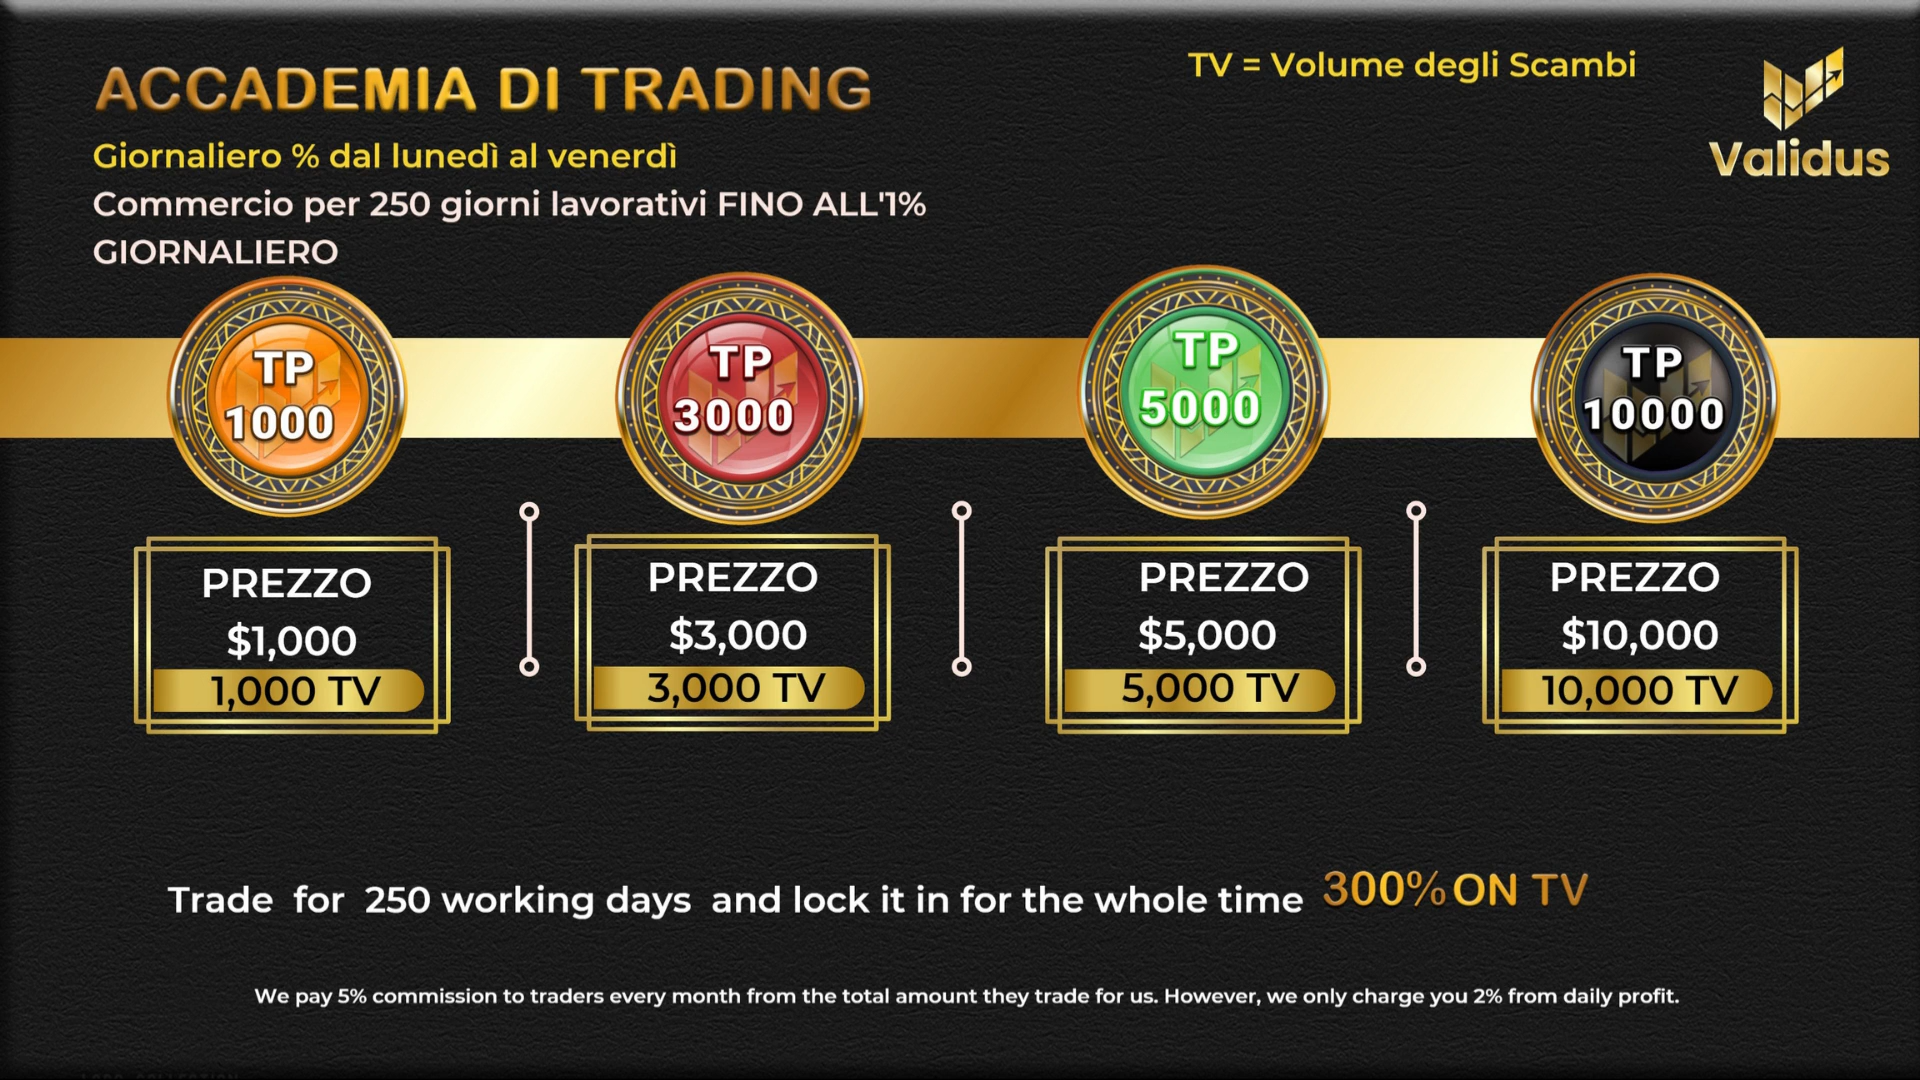 ACCADEMIA DI TRADING
TV = Volume degli Scambi
Validus
Giornaliero % dal lunedì al venerdì
Commercio per 250 giorni lavorativi FINO ALL'1%
GIORNALIERO
TP
1000
TP
3000
TP
5000
TP
10000
PREZZO
$1,000
1,000 TV
PREZZO
$3,000
3,000 TV
PREZZO
$5,000
5,000 TV
PREZZO
$10,000
10,000 TV
Trade for 250 working days and lock it in for the whole time 300% ON TV
We pay 5% commission to traders every month from the total amount they trade for us. However, we only charge you 2% from daily profit.